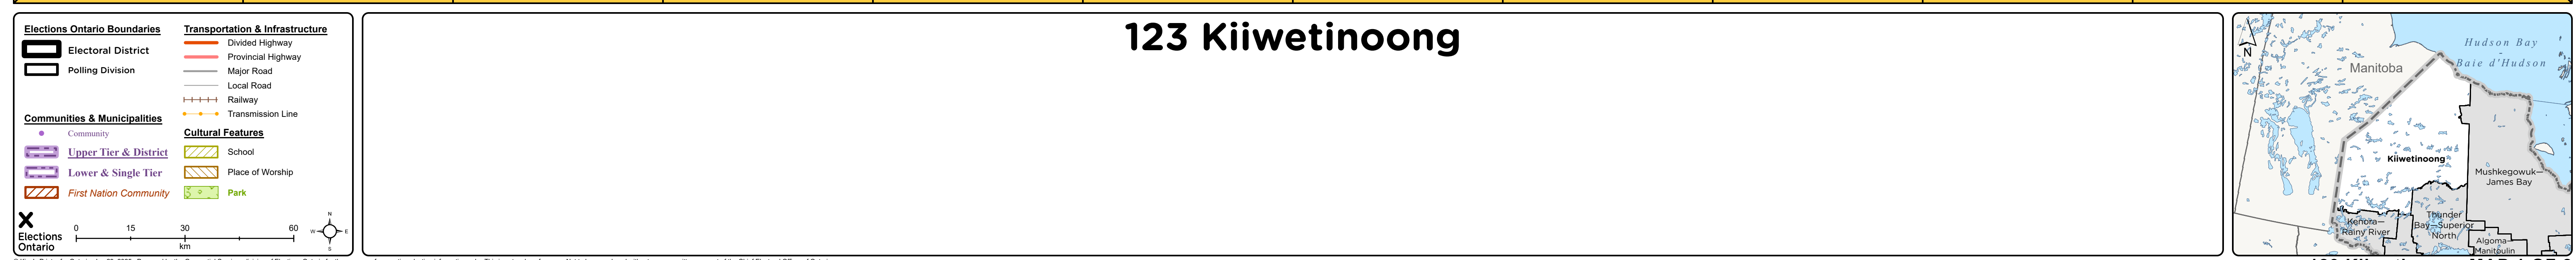 Elections Ontario Boundaries
Electoral District
Polling Division
Communities & Municipalities
Community
Upper Tier & District
Lower & Single Tier
First Nation Community
Transportation & Infrastructure
Divided Highway
Provincial Highway
Major Road
Local Road
Railway
Transmission Line
Cultural Features
School
Place of Worship
Park
Elections
Ontario
0 15 30 60
km
N
W E
S
123 Kiiwetinoong
N
Manitoba
Hudson Bay
-
Baie d'Hudson
Kiiwetinoong
Mushkegowuk—
James Bay
Kenora—
Rainy River
Thunder
Bay—Superior
North
Algoma—
Manitoulin